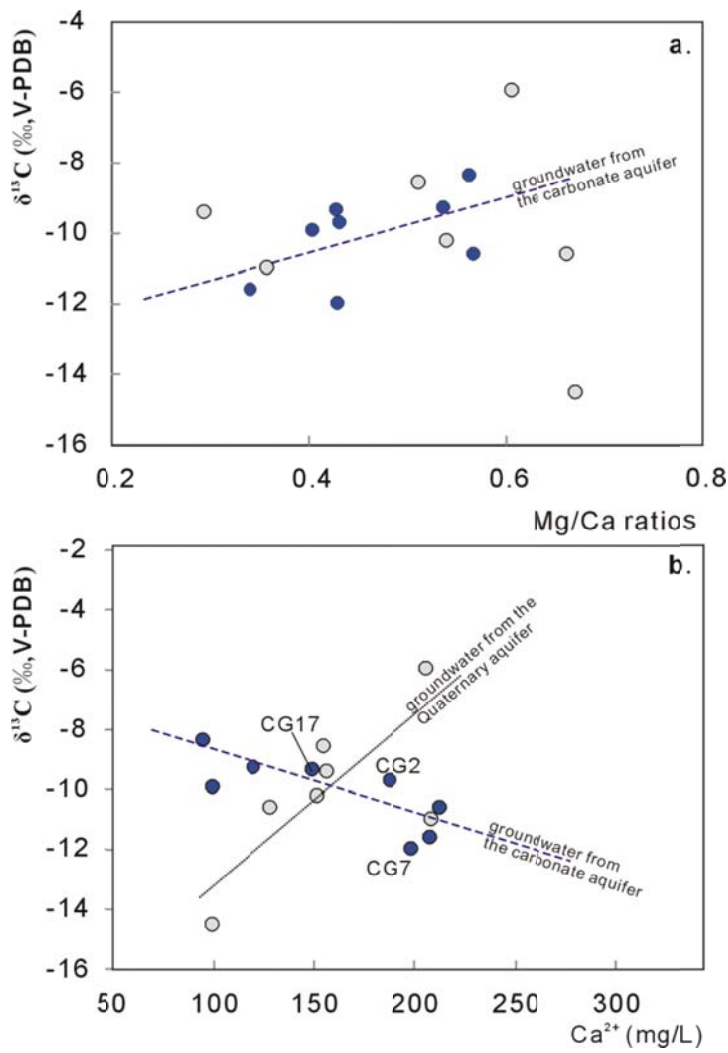 a.
δ¹³C (‰,V-PDB)
-4
-6
-8
-10
-12
-14
-16
groundwater from
the carbonate aquifer
0.2 0.4 0.6 0.8
Mg/Ca ratios
b.
δ¹³C (‰,V-PDB)
-2
-4
-6
-8
-10
-12
-14
-16
groundwater from the
Quaternary aquifer
CG17
CG2
CG7
groundwater from
the carbonate aquifer
50 100 150 200 250 300
Ca²⁺ (mg/L)